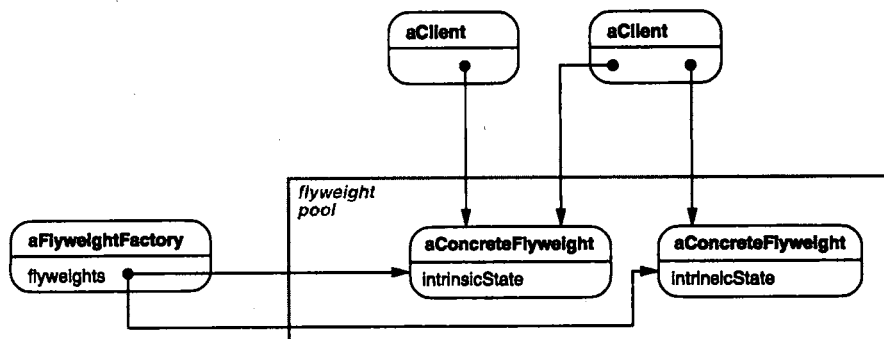 aClient
aClient
flyweight
pool
aFlyweightFactory
flyweights
aConcreteFlyweight
intrinsicState
aConcreteFlyweight
intrinsicState